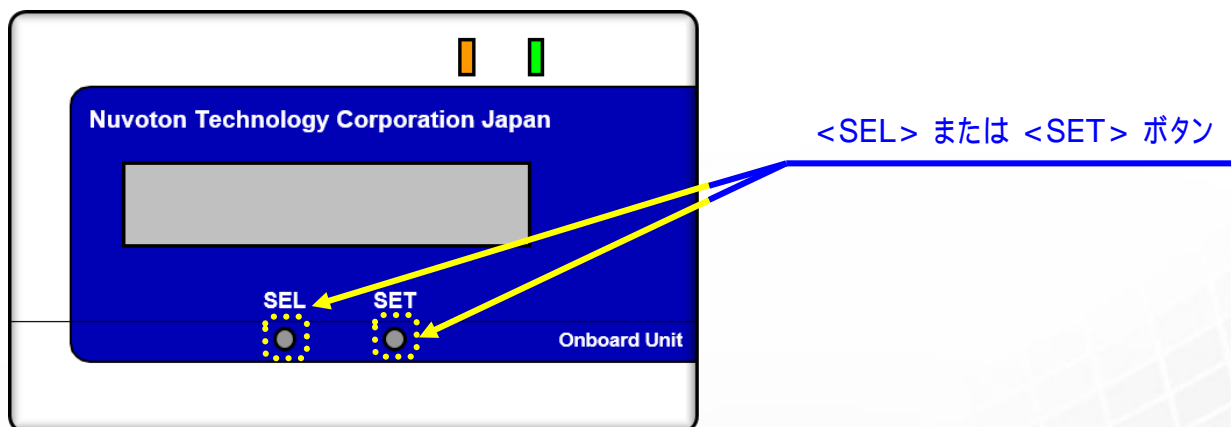 Nuvoton Technology Corporation Japan
<SEL> または <SET> ボタン
SEL SET
Onboard Unit